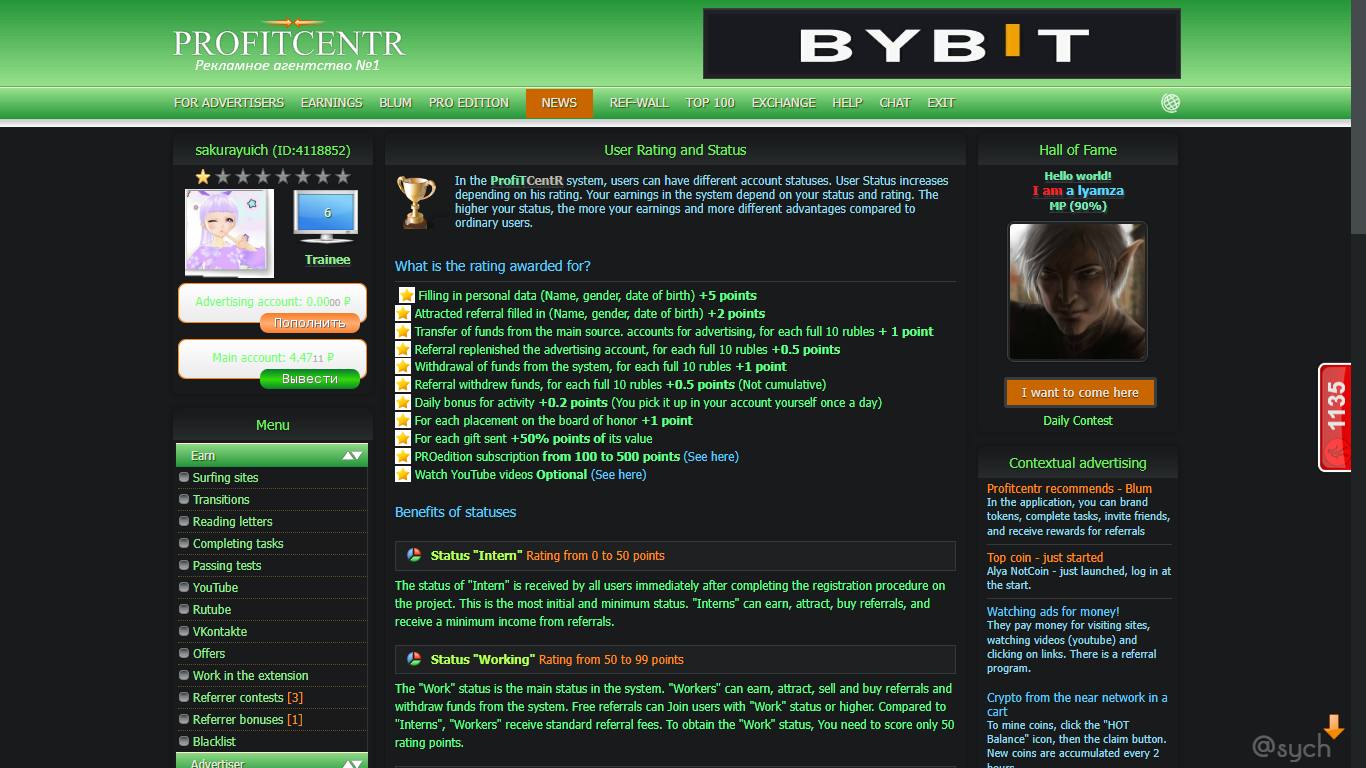 PROFITCENTR
Рекламное агентство №1
BYBIT
FOR ADVERTISERS EARNINGS BLUM PRO EDITION NEWS REF-WALL TOP 100 EXCHANGE HELP CHAT EXIT
sakurayuich (ID:4118852)
6
Trainee
Advertising account: 0.0000 ₽
Пополнить
Main account: 4.4711 ₽
Вывести
Menu
Earn
Surfing sites
Transitions
Reading letters
Completing tasks
Passing tests
YouTube
Rutube
VKontakte
Offers
Work in the extension
Referrer contests [3]
Referrer bonuses [1]
Blacklist
Advertiser
User Rating and Status
In the ProfiTCentR system, users can have different account statuses. User Status increases
depending on his rating. Your earnings in the system depend on your status and rating. The
higher your status, the more your earnings and more different advantages compared to
ordinary users.
What is the rating awarded for?
Filling in personal data (Name, gender, date of birth) +5 points
Attracted referral filled in (Name, gender, date of birth) +2 points
Transfer of funds from the main source. accounts for advertising, for each full 10 rubles + 1 point
Referral replenished the advertising account, for each full 10 rubles +0.5 points
Withdrawal of funds from the system, for each full 10 rubles +1 point
Referral withdrew funds, for each full 10 rubles +0.5 points (Not cumulative)
Daily bonus for activity +0.2 points (You pick it up in your account yourself once a day)
For each placement on the board of honor +1 point
For each gift sent +50% points of its value
PROedition subscription from 100 to 500 points (See here)
Watch YouTube videos Optional (See here)
Benefits of statuses
Status "Intern" Rating from 0 to 50 points
The status of "Intern" is received by all users immediately after completing the registration procedure on
the project. This is the most initial and minimum status. "Interns" can earn, attract, buy referrals, and
receive a minimum income from referrals.
Status "Working" Rating from 50 to 99 points
The "Work" status is the main status in the system. "Workers" can earn, attract, sell and buy referrals and
withdraw funds from the system. Free referrals can Join users with "Work" status or higher. Compared to
"Interns", "Workers" receive standard referral fees. To obtain the "Work" status, You need to score only 50
rating points.
Hall of Fame
Hello world!
I am a lyamza
MP (90%)
I want to come here
Daily Contest
Contextual advertising
Profitcentr recommends - Blum
In the application, you can brand
tokens, complete tasks, invite friends,
and receive rewards for referrals
Top coin - just started
Alya NotCoin - just launched, log in at
the start.
Watching ads for money!
They pay money for visiting sites,
watching videos (youtube) and
clicking on links. There is a referral
program.
Crypto from the near network in a
cart
To mine coins, click the "HOT
Balance" icon, then the claim button.
New coins are accumulated every 2
hours
1135
@sych